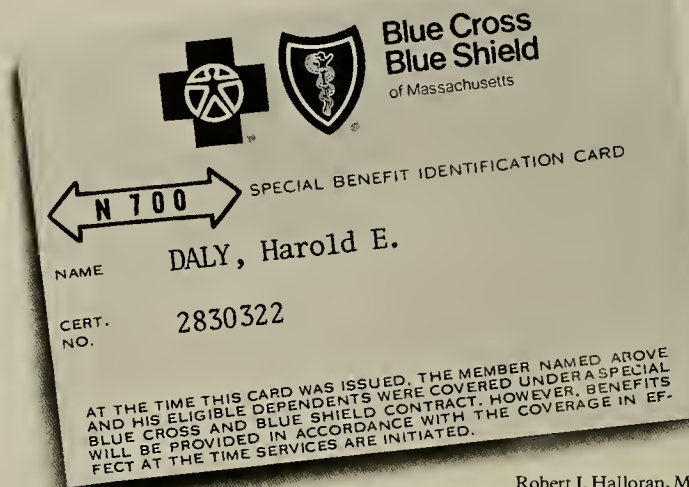 Blue Cross
Blue Shield
of Massachusetts
N 700
SPECIAL BENEFIT IDENTIFICATION CARD
NAME DALY, Harold E.
CERT. NO. 2830322
AT THE TIME THIS CARD WAS ISSUED, THE MEMBER NAMED ABOVE
AND HIS ELIGIBLE DEPENDENTS WERE COVERED UNDER A SPECIAL
BLUE CROSS AND BLUE SHIELD CONTRACT. HOWEVER, BENEFITS
WILL BE PROVIDED IN ACCORDANCE WITH THE COVERAGE IN EF-
FECT AT THE TIME SERVICES ARE INITIATED.
Robert J. Halloran, M